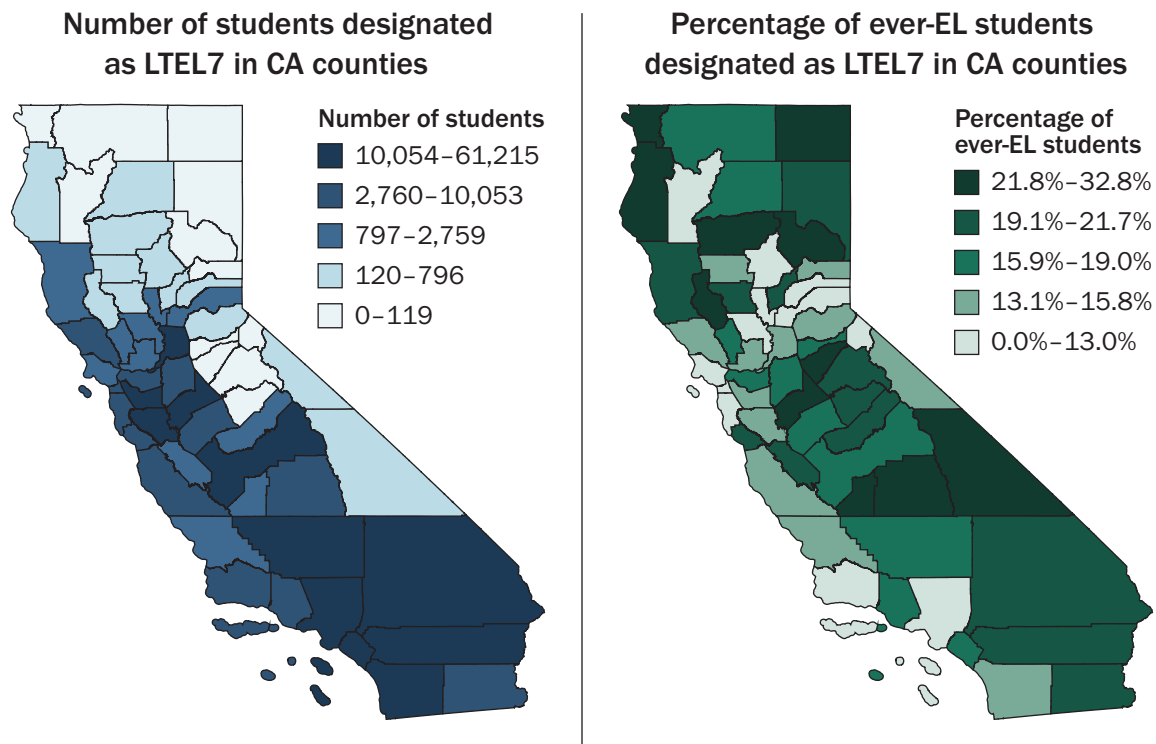 Number of students designated
as LTEL7 in CA counties
Number of students
10,054–61,215
2,760–10,053
797–2,759
120–796
0–119
Percentage of ever-EL students
designated as LTEL7 in CA counties
Percentage of
ever-EL students
21.8%–32.8%
19.1%–21.7%
15.9%–19.0%
13.1%–15.8%
0.0%–13.0%